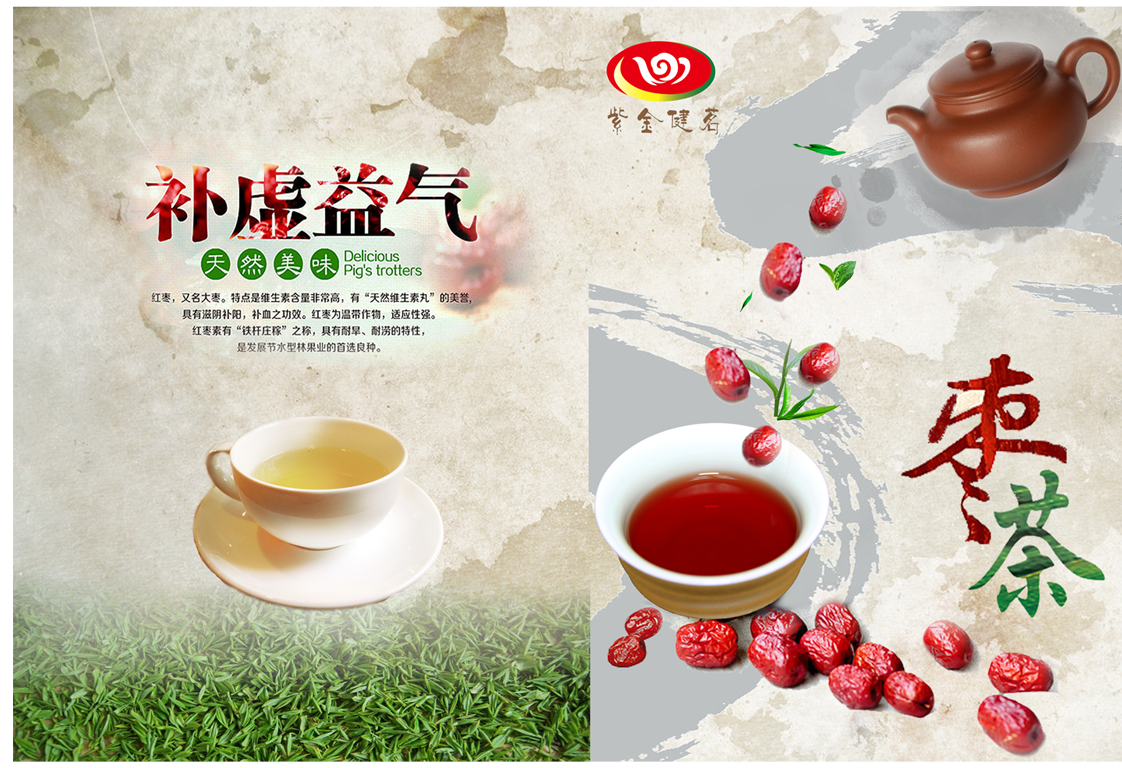 补虚益气
天然美味
Delicious
Pig's trotters
红枣，又名大枣。特点是维生素含量非常高，有“天然维生素丸”的美誉,
具有滋阴补阳，补血之功效。红枣为温带作物，适应性强。
红枣素有“铁杆庄稼”之称，具有耐旱、耐涝的特性，
是发展节水型林果业的首选良种。
紫金健茗
枣茶